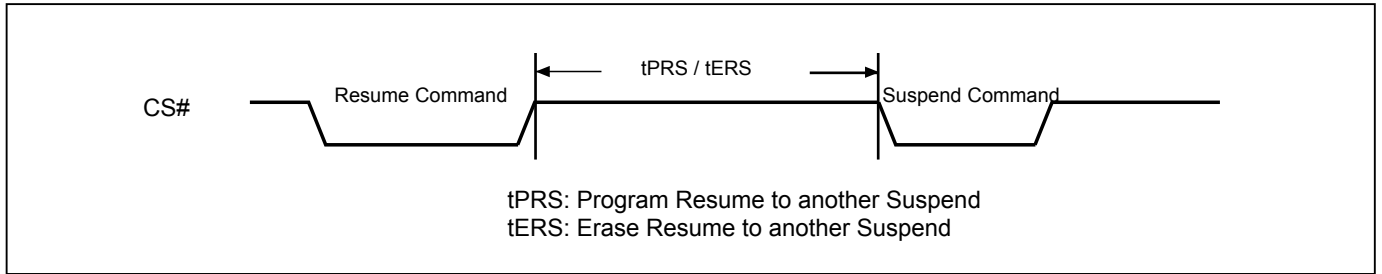 tPRS / tERS
CS#
Resume Command
Suspend Command
tPRS: Program Resume to another Suspend
tERS: Erase Resume to another Suspend